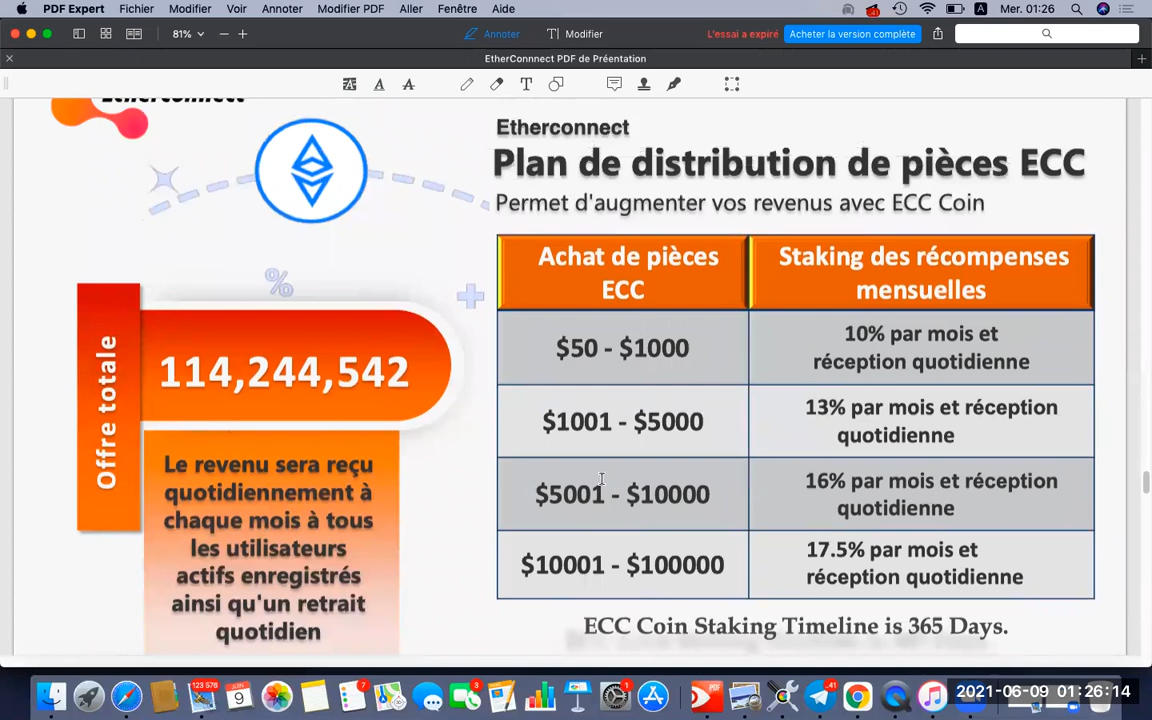 PDF Expert Fichier Modifier Voir Annoter Modifier PDF Aller Fenêtre Aide A Mer. 01:26
81% Annoter Modifier L'essai a expiré Acheter la version complète
EtherConnnect PDF de Préentation
Etherconnect
Etherconnect
Plan de distribution de pièces ECC
Permet d'augmenter vos revenus avec ECC Coin
%
Offre totale
114,244,542
Le revenu sera reçu
quotidiennement à
chaque mois à tous
les utilisateurs
actifs enregistrés
ainsi qu'un retrait
quotidien
Achat de pièces
ECC
Staking des récompenses
mensuelles
$50 - $1000
10% par mois et
réception quotidienne
$1001 - $5000
13% par mois et réception
quotidienne
$5001 - $10000
16% par mois et réception
quotidienne
$10001 - $100000
17.5% par mois et
réception quotidienne
ECC Coin Staking Timeline is 365 Days.
2021-06-09 01:26:14